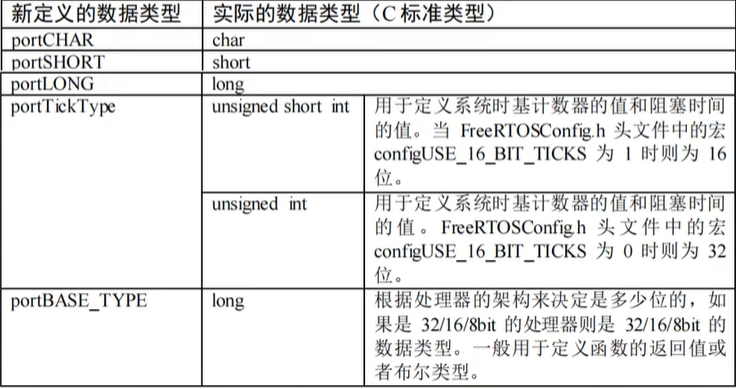 新定义的数据类型 实际的数据类型（C 标准类型）
portCHAR char
portSHORT short
portLONG long
portTickType unsigned short int 用于定义系统时基计数器的值和阻塞时间
的值。当 FreeRTOSConfig.h 头文件中的宏
configUSE_16_BIT_TICKS 为 1 时则为 16
位。
unsigned int 用于定义系统时基计数器的值和阻塞时间
的值。FreeRTOSConfig.h 头文件中的宏
configUSE_16_BIT_TICKS 为 0 时则为 32
位。
portBASE_TYPE long 根据处理器的架构来决定是多少位的，如
果是 32/16/8bit 的处理器则是 32/16/8bit 的
数据类型。一般用于定义函数的返回值或
者布尔类型。